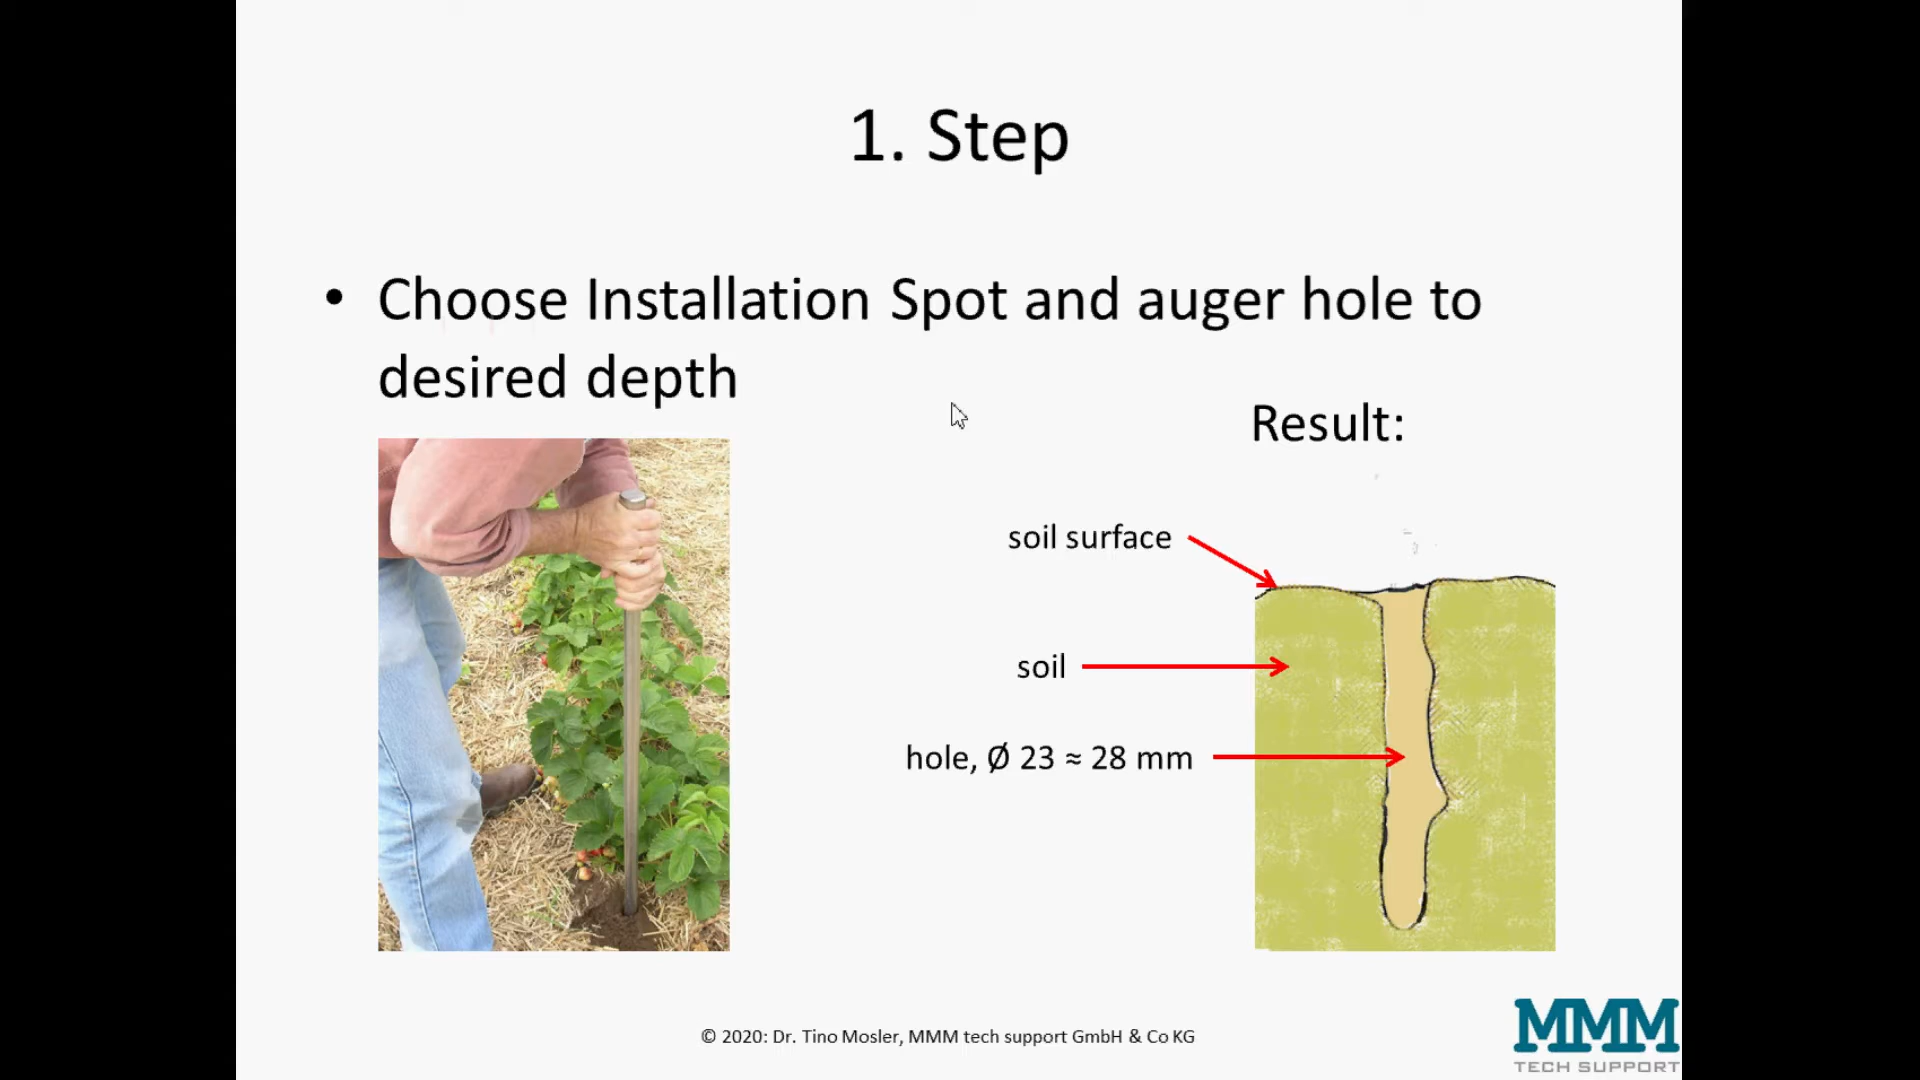 1. Step
• Choose Installation Spot and auger hole to
desired depth
Result:
soil surface
soil
hole, Ø 23 ≈ 28 mm
© 2020: Dr. Tino Mosler, MMM tech support GmbH & Co KG
MMM
TECH SUPPORT